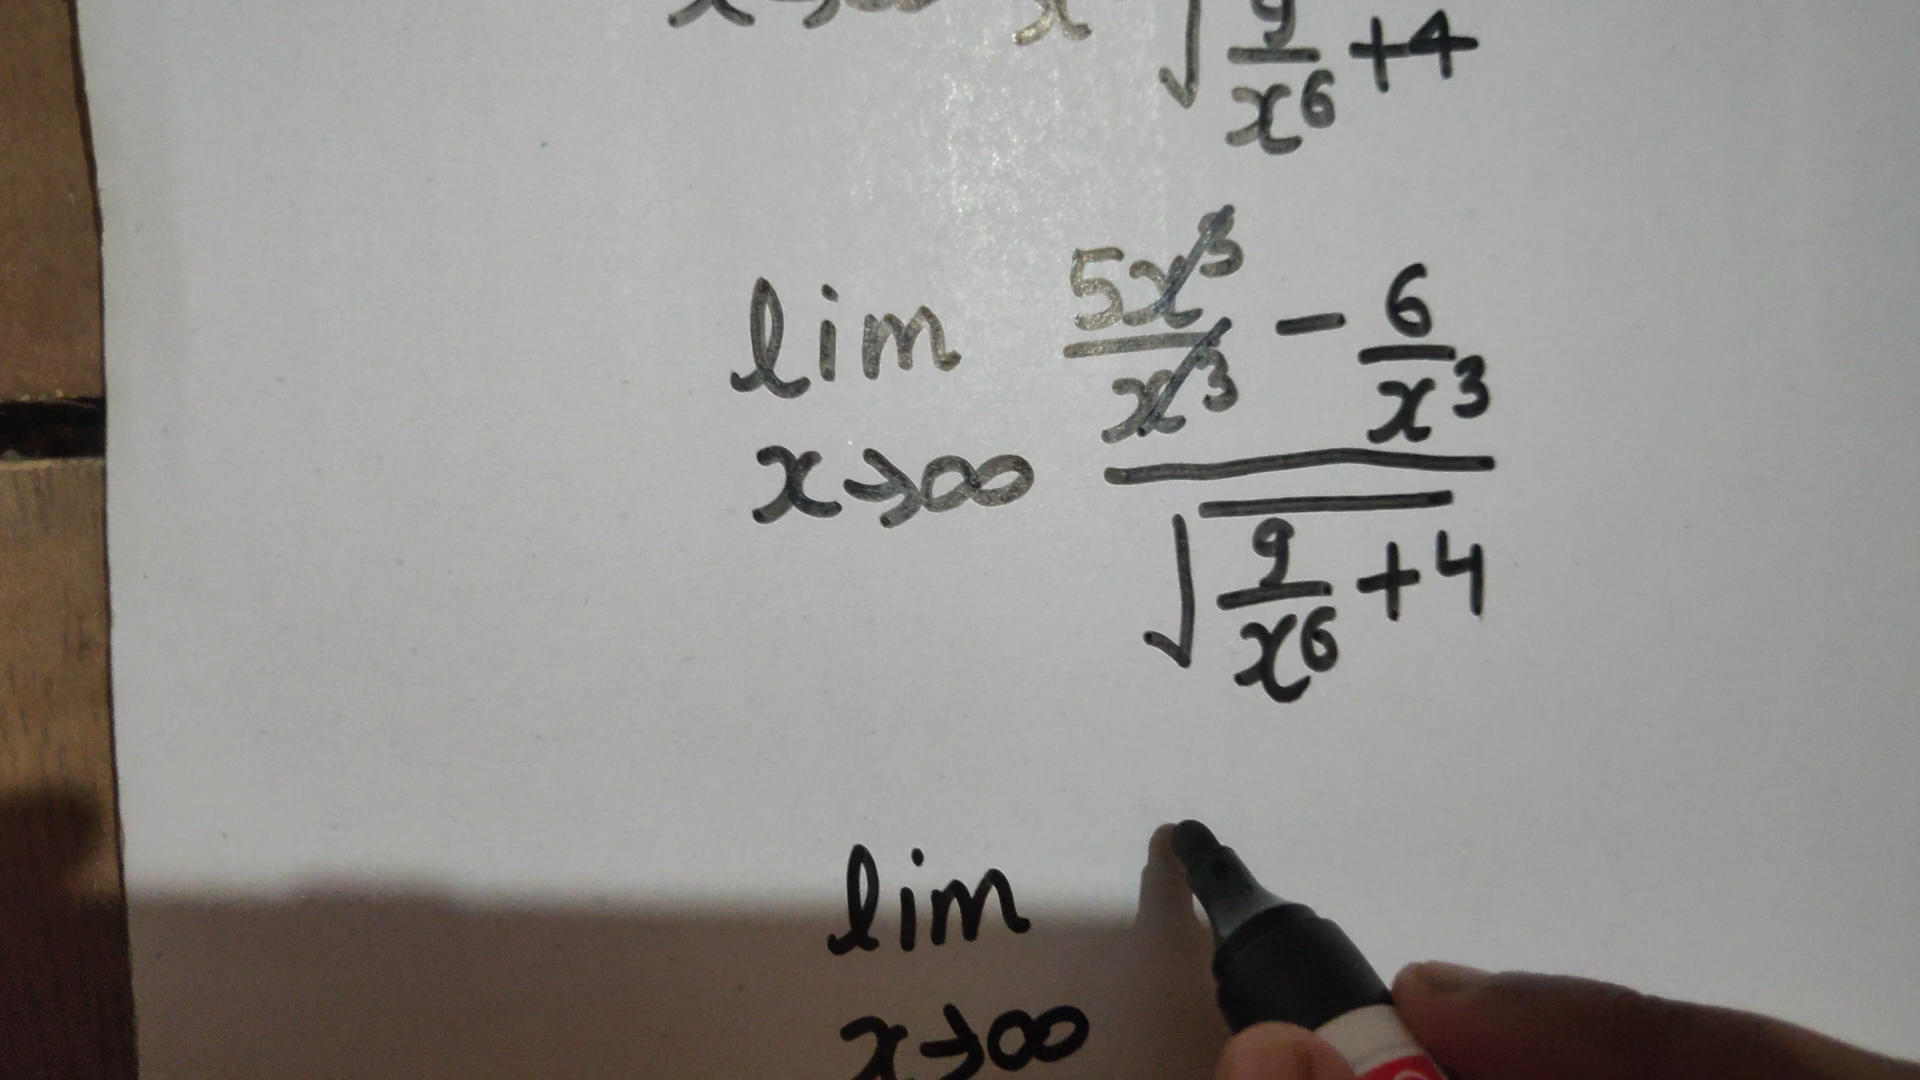 x→∞ x √9/x⁶ + 4
lim 5x³/x³ - 6/x³
x→∞ √9/x⁶ + 4
lim
x→∞